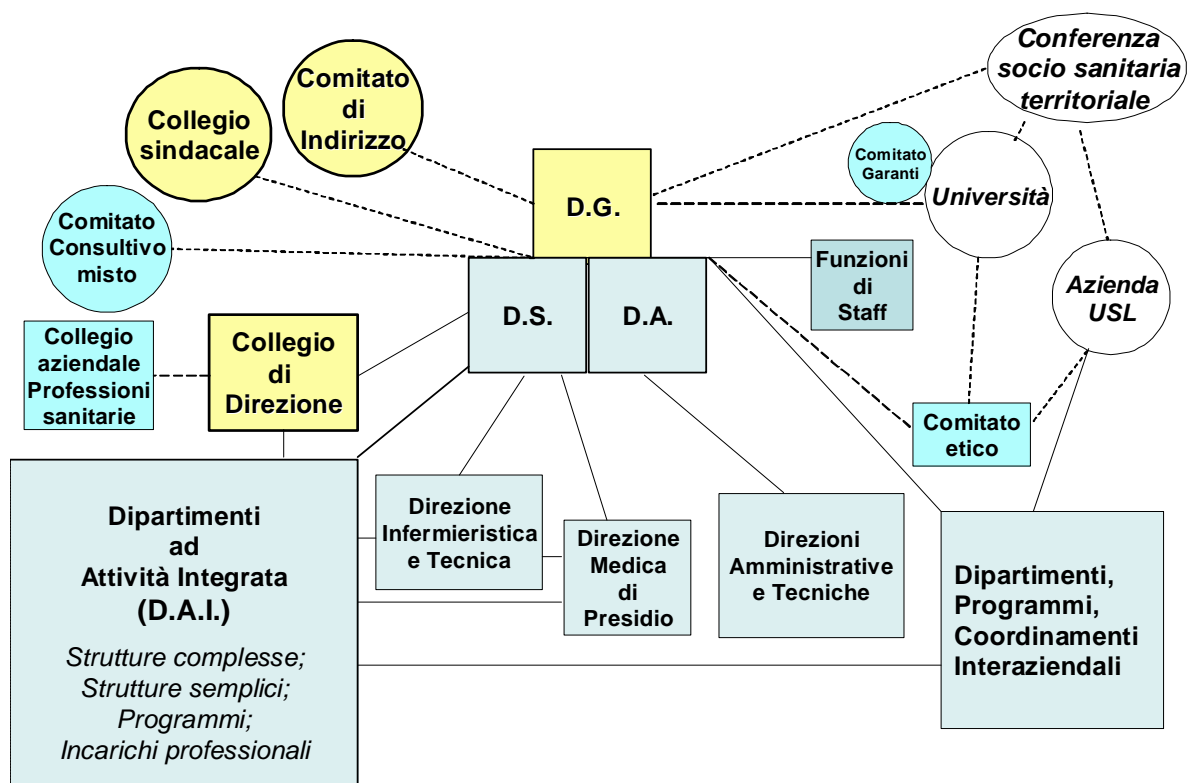 Conferenza
socio sanitaria
territoriale
Comitato
di
Indirizzo
Collegio
sindacale
Comitato
Garanti
Università
D.G.
Comitato
Consultivo
misto
Funzioni
di
Staff
Azienda
USL
D.S.
D.A.
Collegio
aziendale
Professioni
sanitarie
Collegio
di
Direzione
Comitato
etico
Dipartimenti
ad
Attività Integrata
(D.A.I.)
Strutture complesse;
Strutture semplici;
Programmi;
Incarichi professionali
Direzione
Infermieristica
e Tecnica
Direzione
Medica
di
Presidio
Direzioni
Amministrative
e Tecniche
Dipartimenti,
Programmi,
Coordinamenti
Interaziendali